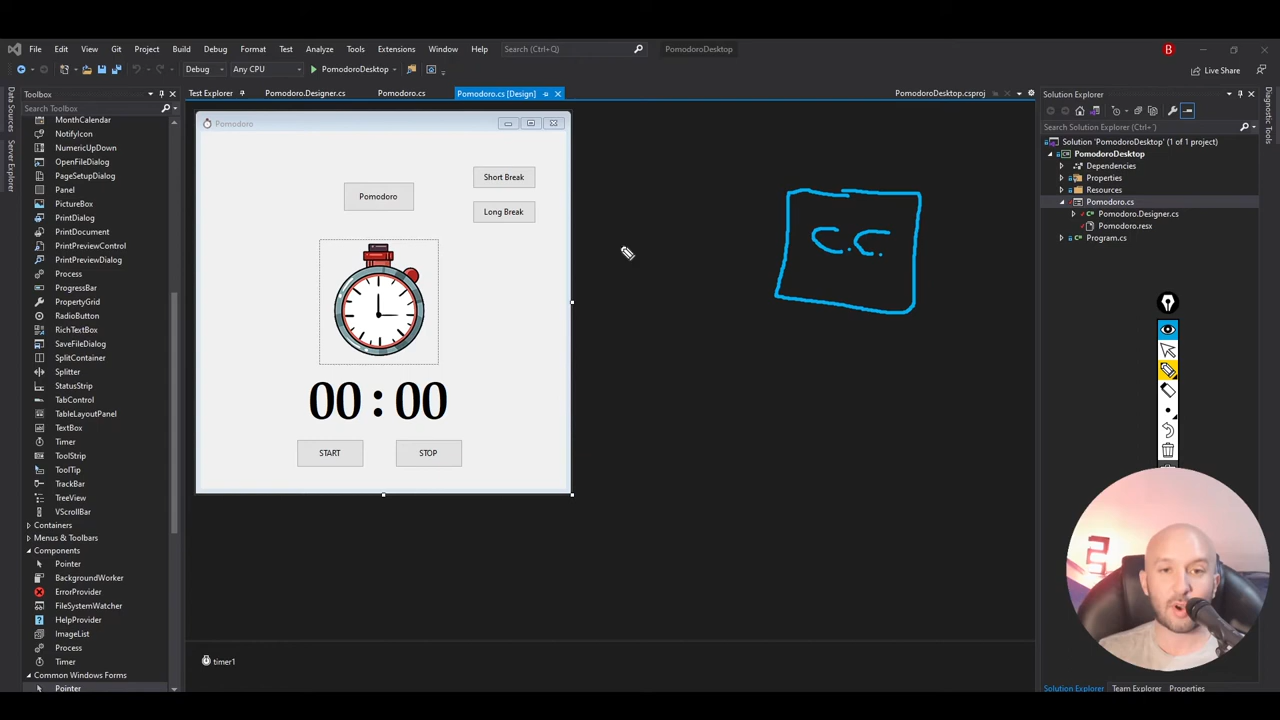 File Edit View Git Project Build Debug Format Test Analyze Tools Extensions Window Help Search (Ctrl+Q) PomodoroDesktop B
Debug Any CPU PomodoroDesktop Live Share
Data Sources
Server Explorer
Toolbox
Search Toolbox
MonthCalendar
NotifyIcon
NumericUpDown
OpenFileDialog
PageSetupDialog
Panel
PictureBox
PrintDialog
PrintDocument
PrintPreviewControl
PrintPreviewDialog
Process
ProgressBar
PropertyGrid
RadioButton
RichTextBox
SaveFileDialog
SplitContainer
Splitter
StatusStrip
TabControl
TableLayoutPanel
TextBox
Timer
ToolStrip
ToolTip
TrackBar
TreeView
VScrollBar
Containers
Menus & Toolbars
Components
Pointer
BackgroundWorker
ErrorProvider
FileSystemWatcher
HelpProvider
ImageList
Process
Timer
Common Windows Forms
Pointer
Test Explorer Pomodoro.Designer.cs Pomodoro.cs Pomodoro.cs [Design] PomodoroDesktop.csproj
Pomodoro
Short Break
Pomodoro
Long Break
00 : 00
START STOP
C.C.
timer1
Solution Explorer
Search Solution Explorer (Ctrl+')
Solution 'PomodoroDesktop' (1 of 1 project)
PomodoroDesktop
Dependencies
Properties
Resources
Pomodoro.cs
Pomodoro.Designer.cs
Pomodoro.resx
Program.cs
Solution Explorer Team Explorer Properties